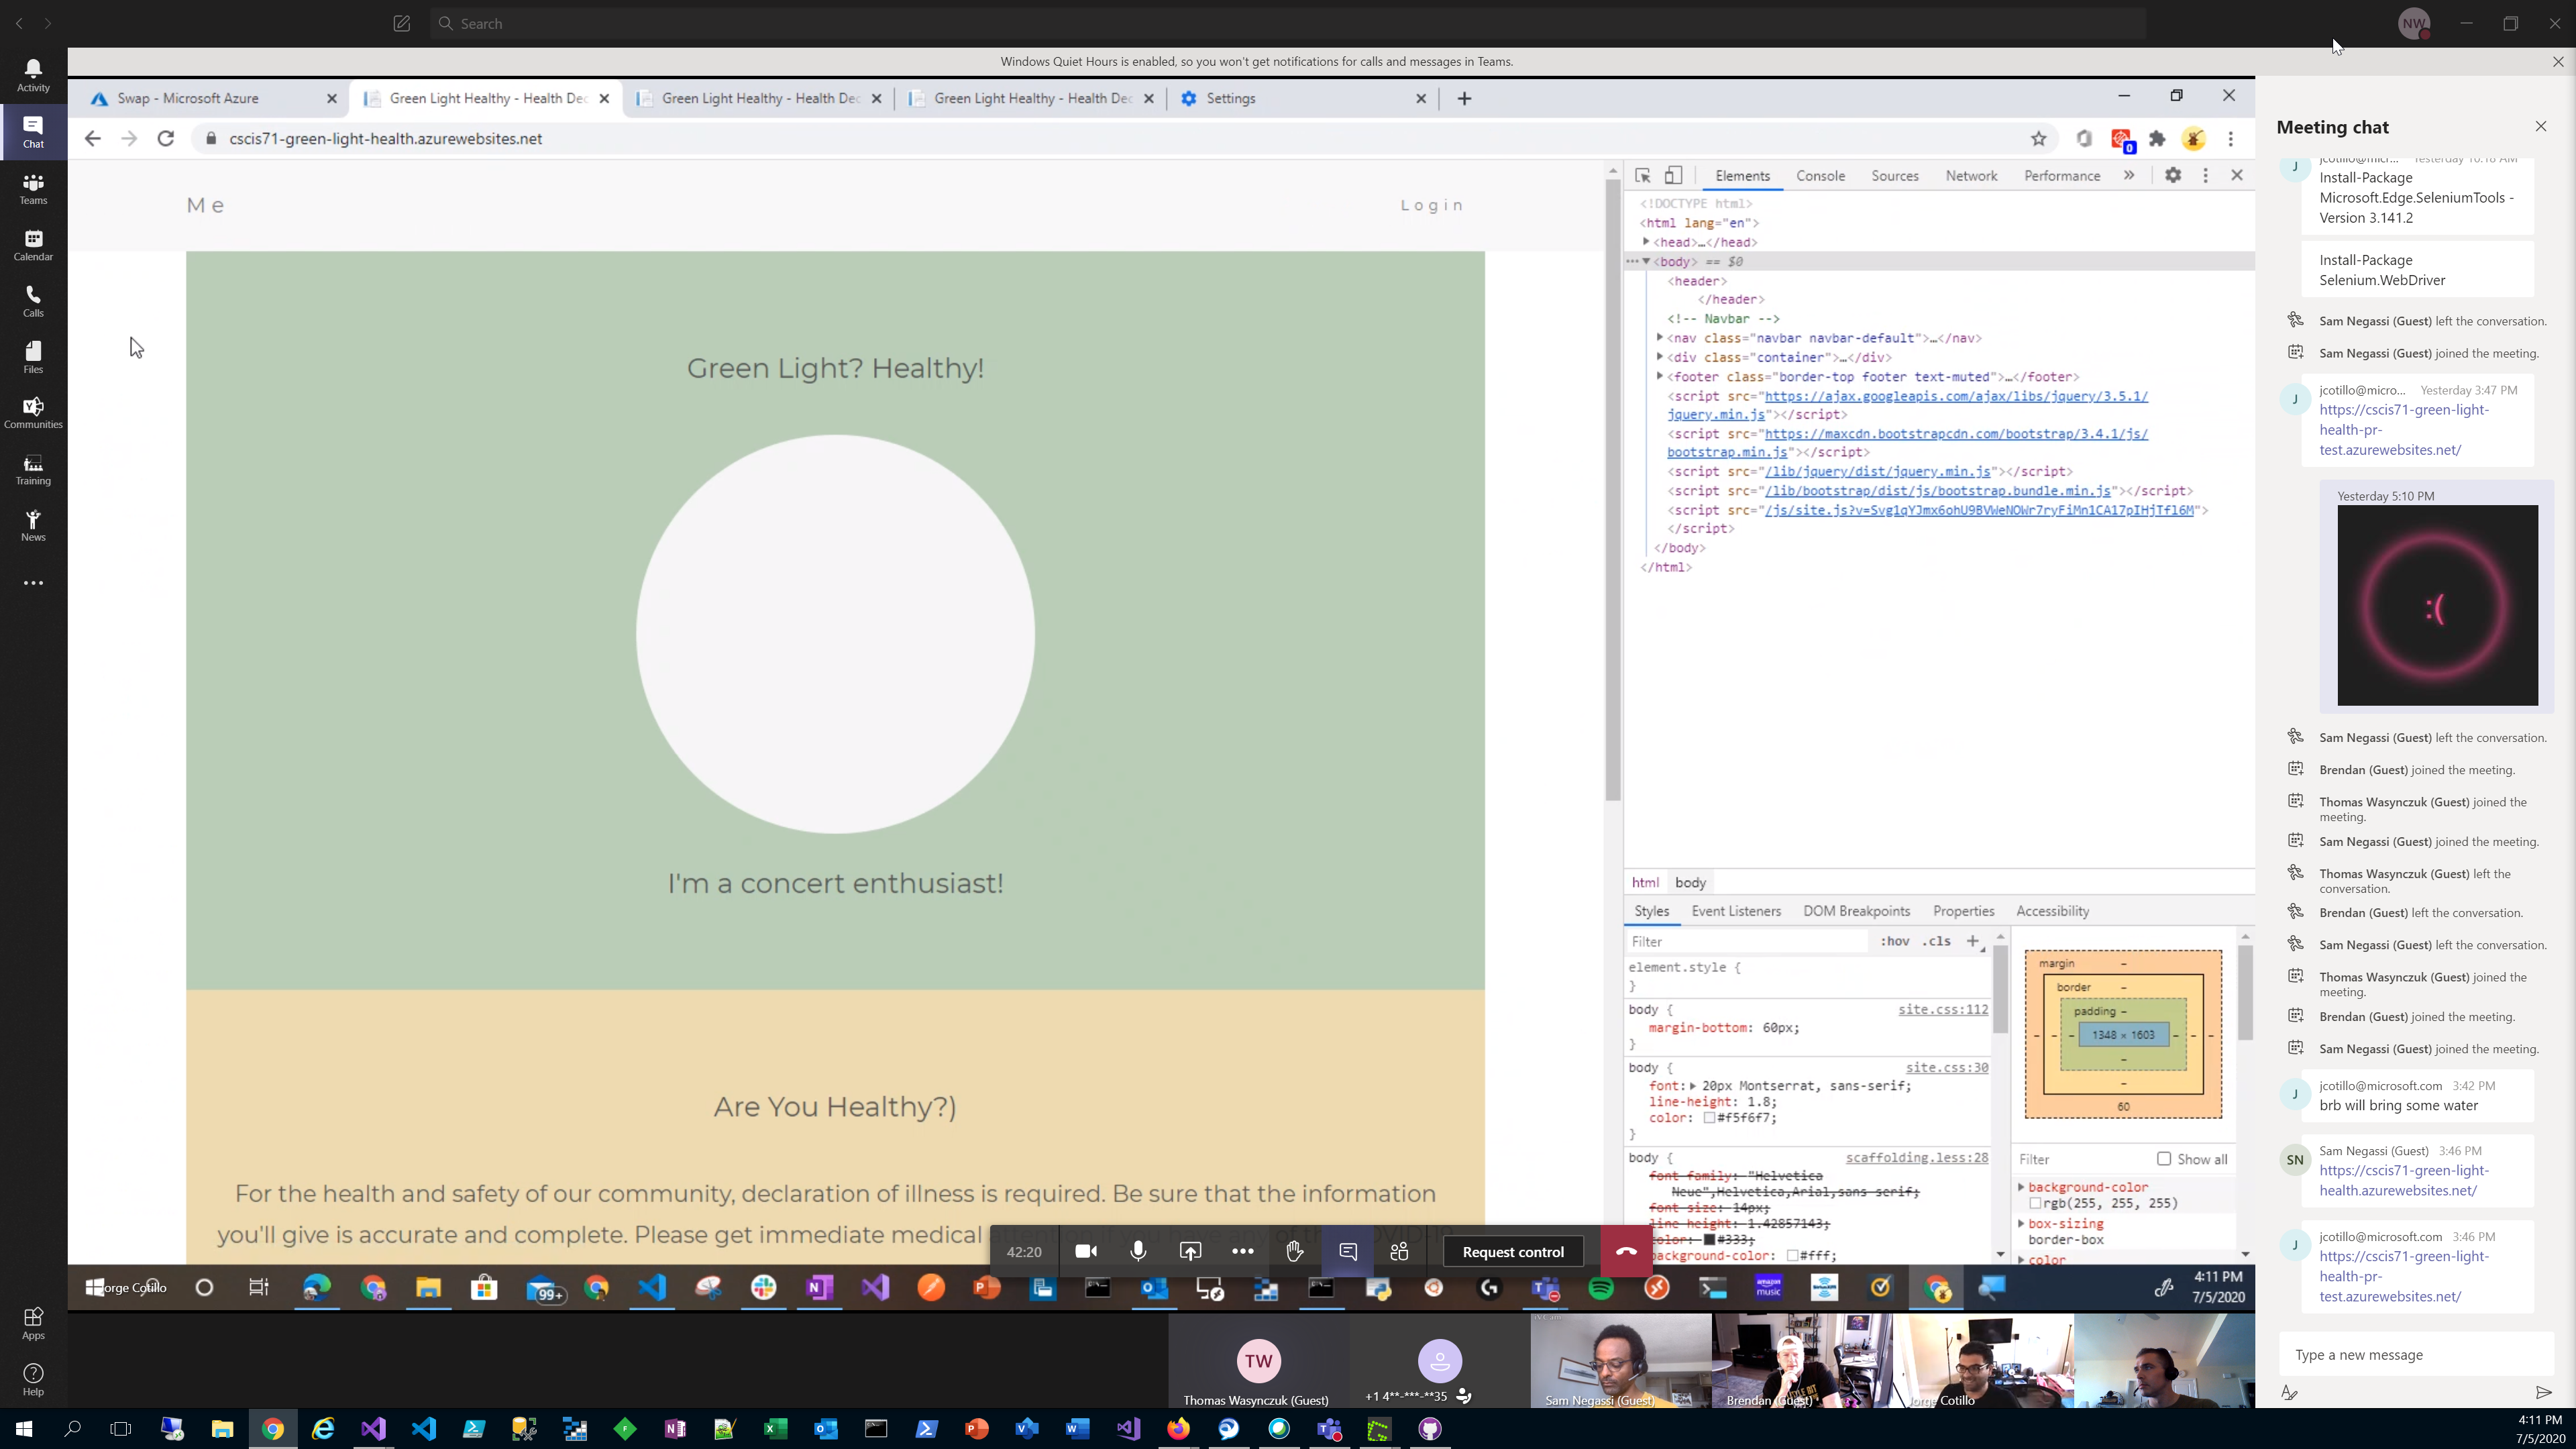 Search
NW
Windows Quiet Hours is enabled, so you won't get notifications for calls and messages in Teams.
Activity
Chat
Teams
Calendar
Calls
Files
Communities
Training
News
Apps
Help
Swap - Microsoft Azure
Green Light Healthy - Health Dec
Green Light Healthy - Health Dec
Green Light Healthy - Health Dec
Settings
cscis71-green-light-health.azurewebsites.net
0
Me
Login
Green Light? Healthy!
I'm a concert enthusiast!
Are You Healthy?)
For the health and safety of our community, declaration of illness is required. Be sure that the information
you'll give is accurate and complete. Please get immediate medical
Elements Console Sources Network Performance
<!DOCTYPE html>
<html lang="en">
<head>…</head>
<body> == $0
<header>
</header>
<!-- Navbar -->
<nav class="navbar navbar-default">…</nav>
<div class="container">…</div>
<footer class="border-top footer text-muted">…</footer>
<script src="https://ajax.googleapis.com/ajax/libs/jquery/3.5.1/
jquery.min.js"></script>
<script src="https://maxcdn.bootstrapcdn.com/bootstrap/3.4.1/js/
bootstrap.min.js"></script>
<script src="/lib/jquery/dist/jquery.min.js"></script>
<script src="/lib/bootstrap/dist/js/bootstrap.bundle.min.js"></script>
<script src="/js/site.js?v=Svg1qYJmx6ohU9BVWeNOWr7ryFiMn1CA17pIHjTfl6M">
</script>
</body>
</html>
html body
Styles Event Listeners DOM Breakpoints Properties Accessibility
Filter :hov .cls +
element.style {
}
body { site.css:112
margin-bottom: 60px;
}
body { site.css:30
font: 20px Montserrat, sans-serif;
line-height: 1.8;
color: #f5f6f7;
}
body { scaffolding.less:28
font-family: "Helvetica
Neue",Helvetica,Arial,sans-serif;
font-size: 14px;
line-height: 1.42857143;
color: #333;
background-color: #fff;
margin –
border –
padding –
1348 × 1603
–
–
60
Filter Show all
background-color
rgb(255, 255, 255)
box-sizing
border-box
color
42:20
Request control
Jorge Cotillo
99+
amazon music
4:11 PM
7/5/2020
TW
Thomas Wasynczuk (Guest)
+1 4**-***-**35
Sam Negassi (Guest)
Brendan (Guest)
Jorge Cotillo
Meeting chat
J
jcotillo@micr... Yesterday 10:18 AM
Install-Package
Microsoft.Edge.SeleniumTools -
Version 3.141.2
Install-Package
Selenium.WebDriver
Sam Negassi (Guest) left the conversation.
Sam Negassi (Guest) joined the meeting.
J
jcotillo@micro... Yesterday 3:47 PM
https://cscis71-green-light-
health-pr-
test.azurewebsites.net/
Yesterday 5:10 PM
:(
Sam Negassi (Guest) left the conversation.
Brendan (Guest) joined the meeting.
Thomas Wasynczuk (Guest) joined the
meeting.
Sam Negassi (Guest) joined the meeting.
Thomas Wasynczuk (Guest) left the
conversation.
Brendan (Guest) left the conversation.
Sam Negassi (Guest) left the conversation.
Thomas Wasynczuk (Guest) joined the
meeting.
Brendan (Guest) joined the meeting.
Sam Negassi (Guest) joined the meeting.
J
jcotillo@microsoft.com 3:42 PM
brb will bring some water
SN
Sam Negassi (Guest) 3:46 PM
https://cscis71-green-light-
health.azurewebsites.net/
J
jcotillo@microsoft.com 3:46 PM
https://cscis71-green-light-
health-pr-
test.azurewebsites.net/
Type a new message
4:11 PM
7/5/2020